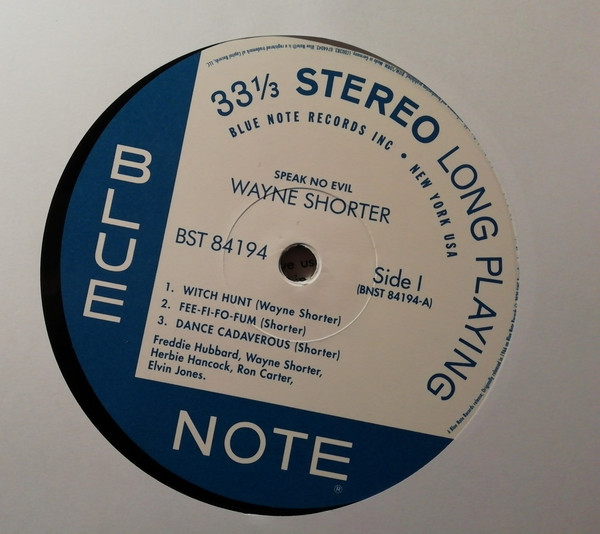 33⅓ STEREO LONG PLAYING
BLUE NOTE RECORDS INC • NEW YORK USA
SPEAK NO EVIL
WAYNE SHORTER
BST 84194
Side I
(BNST 84194-A)
1. WITCH HUNT (Wayne Shorter)
2. FEE-FI-FO-FUM (Shorter)
3. DANCE CADAVEROUS (Shorter)
Freddie Hubbard, Wayne Shorter,
Herbie Hancock, Ron Carter,
Elvin Jones.
BLUE
NOTE
®
us